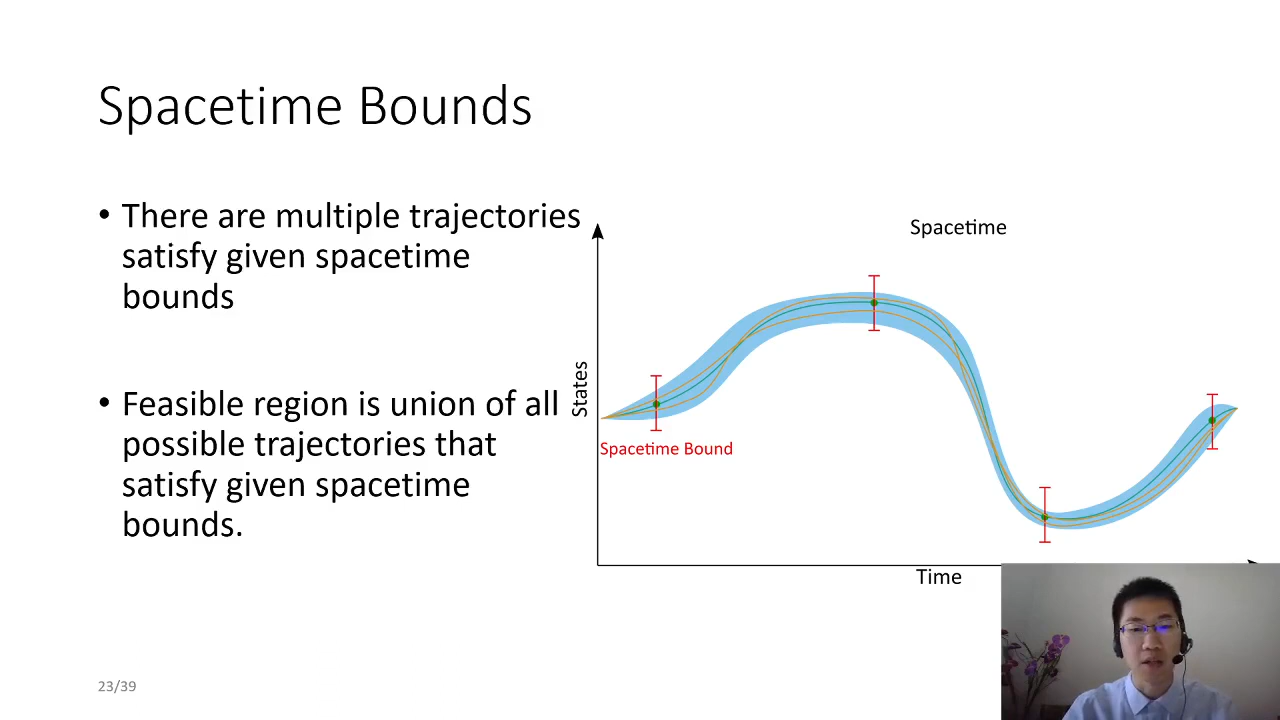 Spacetime Bounds
• There are multiple trajectories
satisfy given spacetime
bounds
• Feasible region is union of all
possible trajectories that
satisfy given spacetime
bounds.
Spacetime
States
Spacetime Bound
Time
23/39